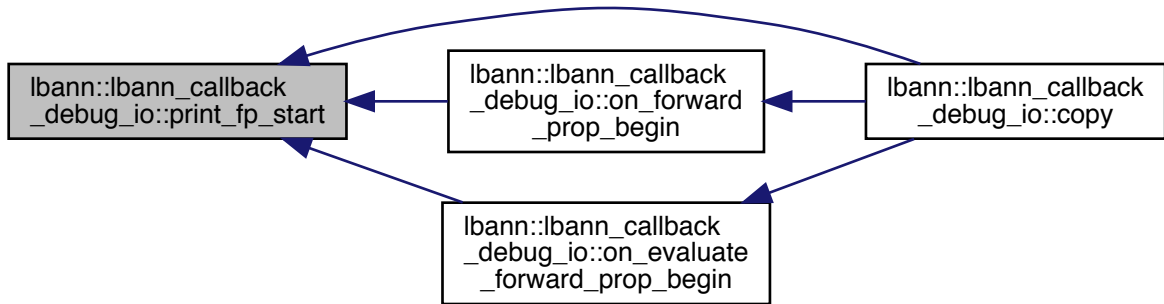 lbann::lbann_callback
_debug_io::print_fp_start
lbann::lbann_callback
_debug_io::on_forward
_prop_begin
lbann::lbann_callback
_debug_io::copy
lbann::lbann_callback
_debug_io::on_evaluate
_forward_prop_begin